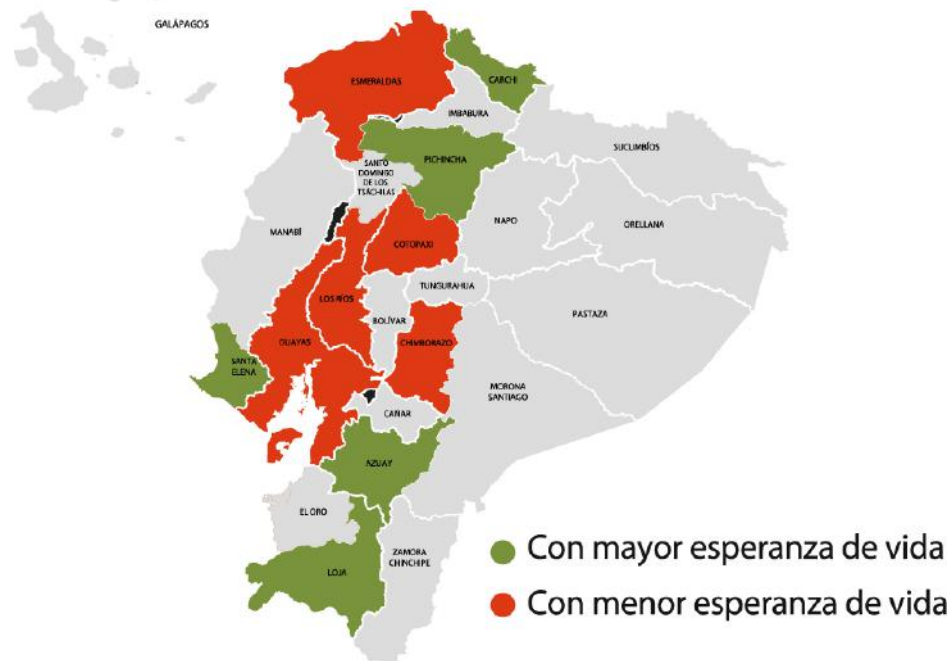 GALÁPAGOS
ESMERALDAS
CARCHI
IMBABURA
SUCUMBÍOS
PICHINCHA
SANTO
DOMINGO
DE LOS
TSÁCHILAS
NAPO
ORELLANA
MANABÍ
COTOPAXI
TUNGURAHUA
LOS RÍOS
BOLÍVAR
PASTAZA
GUAYAS
CHIMBORAZO
SANTA
ELENA
MORONA
SANTIAGO
CAÑAR
AZUAY
EL ORO
ZAMORA
CHINCHIPE
LOJA
Con mayor esperanza de vida
Con menor esperanza de vida